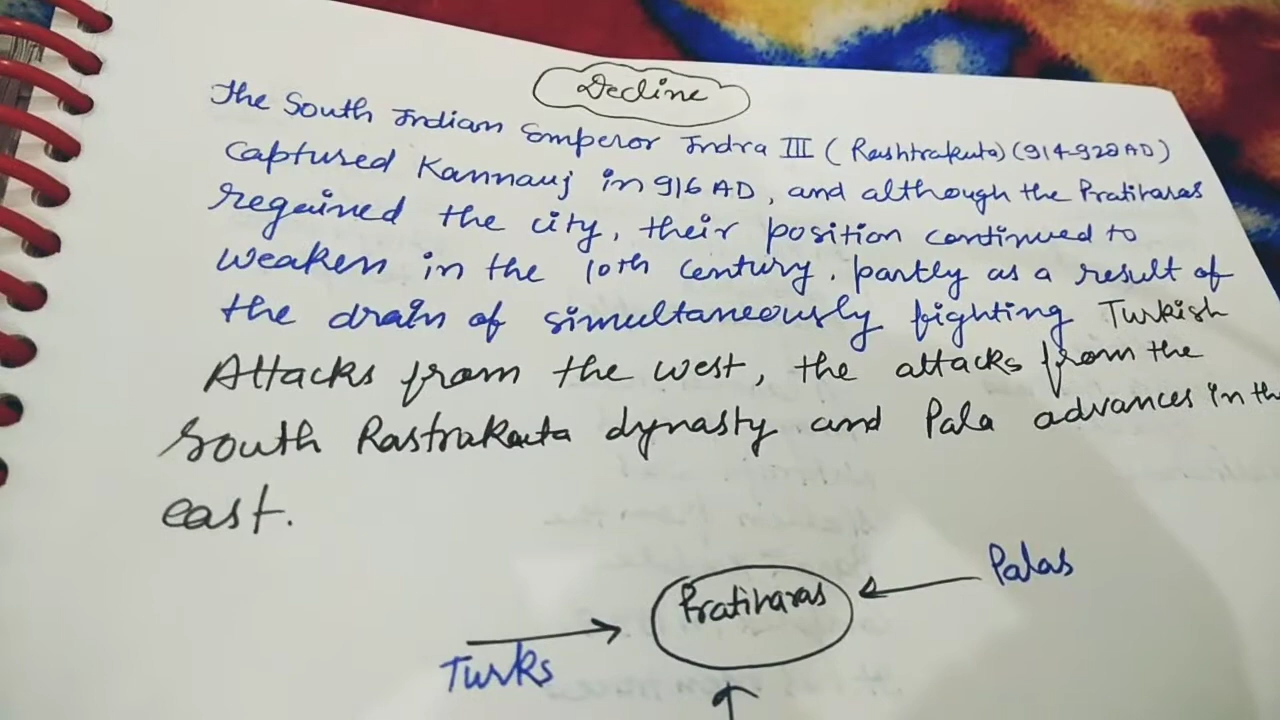 Decline
The South Indian Emperor Indra III (Rashtrakuta) (914-928 AD)
Captured Kannauj in 916 AD, and although the Pratiharas
regained the city, their position continued to
weaken in the 10th century, partly as a result of
the drain of simultaneously fighting Turkish
Attacks from the west, the attacks from the
South Rastrakuta dynasty and Pala advances in the
east.
Palas
Pratiharas
Turks